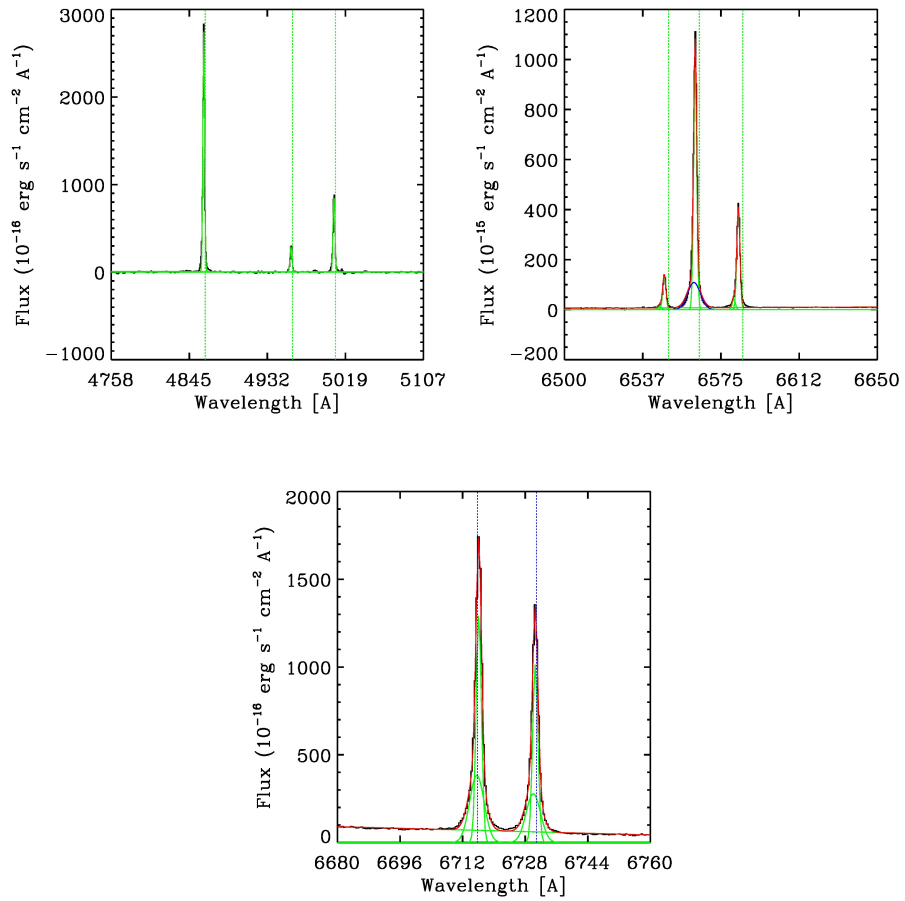 3000
2000
1000
0
−1000
Flux (10⁻¹⁶ erg s⁻¹ cm⁻² A⁻¹)
4758 4845 4932 5019 5107
Wavelength [A]
1200
1000
800
600
400
200
0
−200
Flux (10⁻¹⁵ erg s⁻¹ cm⁻² A⁻¹)
6500 6537 6575 6612 6650
Wavelength [A]
2000
1500
1000
500
0
Flux (10⁻¹⁶ erg s⁻¹ cm⁻² A⁻¹)
6680 6696 6712 6728 6744 6760
Wavelength [A]